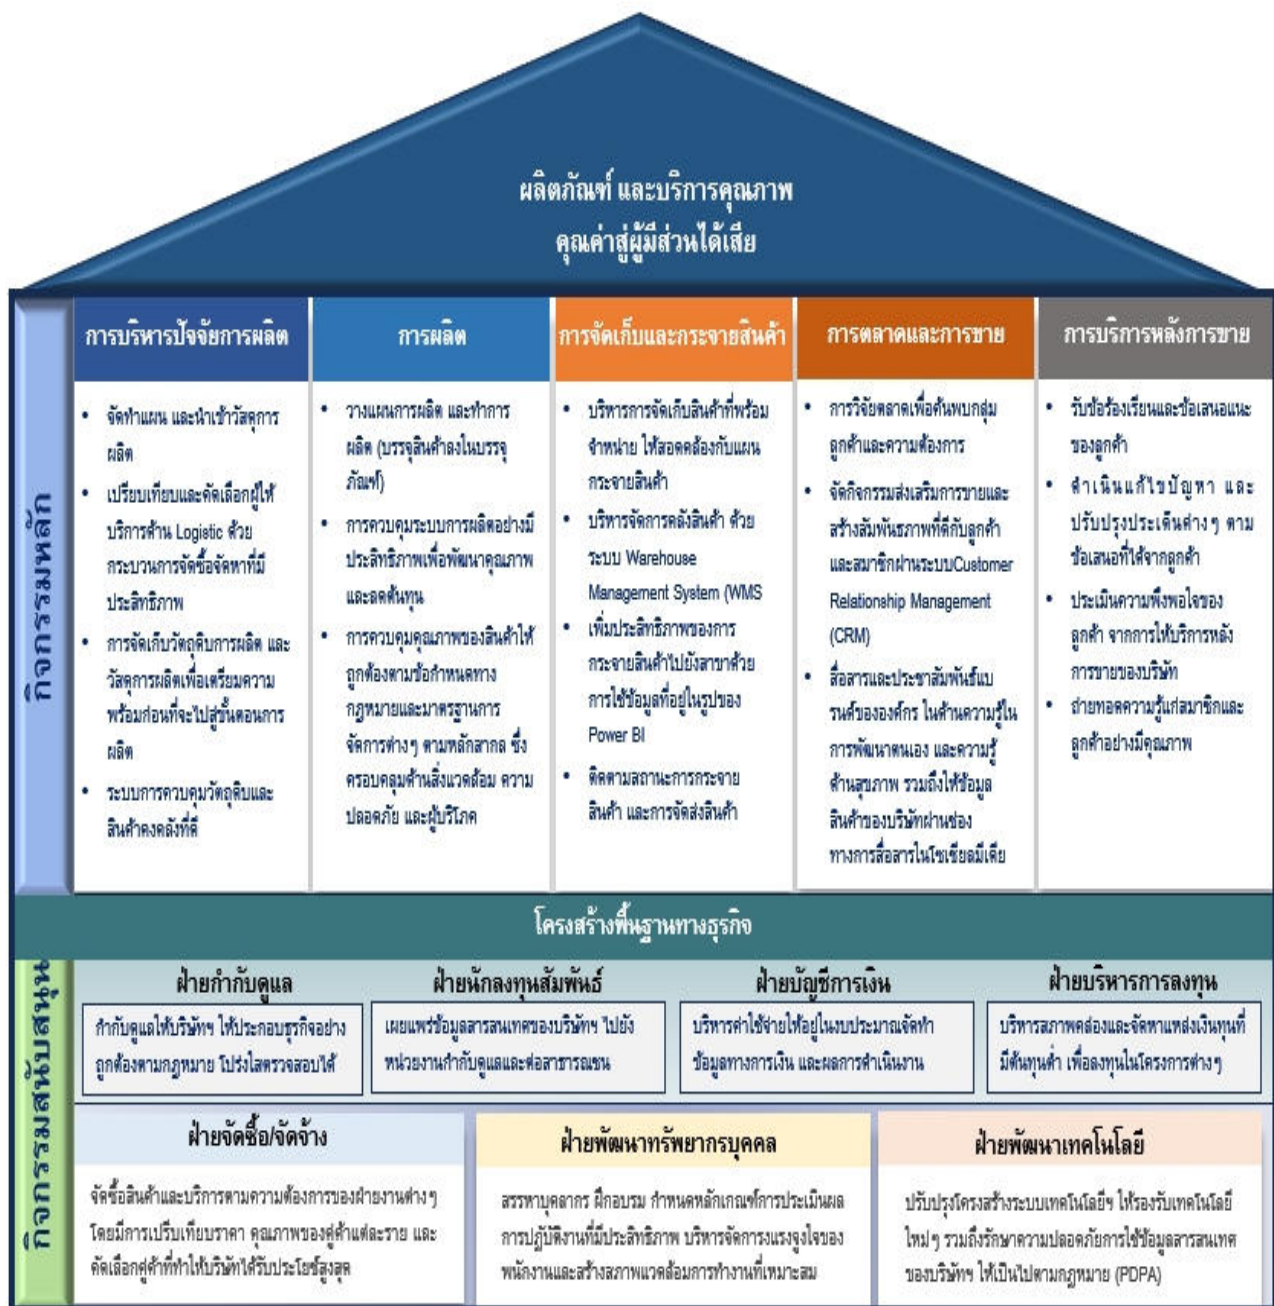 ผลิตภัณฑ์ และบริการคุณภาพ
คุณค่าสู่ผู้มีส่วนได้เสีย
กิจกรรมหลัก
การบริหารปัจจัยการผลิต
• จัดทำแผน และนำเข้าวัสดุการ
ผลิต
• เปรียบเทียบและคัดเลือกผู้ให้
บริการด้าน Logistic ด้วย
กระบวนการจัดซื้อจัดหาที่มี
ประสิทธิภาพ
• การจัดเก็บวัตถุดิบการผลิต และ
วัสดุการผลิตเพื่อเตรียมความ
พร้อมก่อนที่จะไปสู่ขั้นตอนการ
ผลิต
• ระบบการควบคุมวัตถุดิบและ
สินค้าคงคลังที่ดี
การผลิต
• วางแผนการผลิต และทำการ
ผลิต (บรรจุสินค้าลงในบรรจุ
ภัณฑ์)
• การควบคุมระบบการผลิตอย่างมี
ประสิทธิภาพเพื่อพัฒนาคุณภาพ
และลดต้นทุน
• การควบคุมคุณภาพของสินค้าให้
ถูกต้องตามข้อกำหนดทาง
กฎหมายและมาตรฐานการ
จัดการต่างๆ ตามหลักสากล ซึ่ง
ครอบคลุมด้านสิ่งแวดล้อม ความ
ปลอดภัย และผู้บริโภค
การจัดเก็บและกระจายสินค้า
• บริหารการจัดเก็บสินค้าที่พร้อม
จำหน่าย ให้สอดคล้องกับแผน
กระจายสินค้า
• บริหารจัดการคลังสินค้า ด้วย
ระบบ Warehouse
Management System (WMS
• เพิ่มประสิทธิภาพของการ
กระจายสินค้าไปยังสาขาด้วย
การใช้ข้อมูลที่อยู่ในรูปของ
Power BI
• ติดตามสถานะการกระจาย
สินค้า และการจัดส่งสินค้า
การตลาดและการขาย
• การวิจัยตลาดเพื่อค้นพบกลุ่ม
ลูกค้าและความต้องการ
• จัดกิจกรรมส่งเสริมการขายและ
สร้างสัมพันธภาพที่ดีกับลูกค้า
และสมาชิกผ่านระบบCustomer
Relationship Management
(CRM)
• สื่อสารและประชาสัมพันธ์แบ
รนด์ขององค์กร ในด้านความรู้ใน
การพัฒนาตนเอง และความรู้
ด้านสุขภาพ รวมถึงให้ข้อมูล
สินค้าของบริษัทผ่านช่อง
ทางการสื่อสารในโซเชียลมีเดีย
การบริการหลังการขาย
• รับข้อร้องเรียนและข้อเสนอแนะ
ของลูกค้า
• ดำเนินแก้ไขปัญหา และ
ปรับปรุงประเด็นต่างๆ ตาม
ข้อเสนอที่ได้จากลูกค้า
• ประเมินความพึงพอใจของ
ลูกค้า จากการให้บริการหลัง
การขายของบริษัท
• ถ่ายทอดความรู้แก่สมาชิกและ
ลูกค้าอย่างมีคุณภาพ
โครงสร้างพื้นฐานทางธุรกิจ
กิจกรรมสนับสนุน
ฝ่ายกำกับดูแล
กำกับดูแลให้บริษัทฯ ให้ประกอบธุรกิจอย่าง
ถูกต้องตามกฎหมาย โปร่งใสตรวจสอบได้
ฝ่ายนักลงทุนสัมพันธ์
เผยแพร่ข้อมูลสารสนเทศของบริษัทฯ ไปยัง
หน่วยงานกำกับดูแลและต่อสาธารณชน
ฝ่ายบัญชีการเงิน
บริหารค่าใช้จ่ายให้อยู่ในงบประมาณจัดทำ
ข้อมูลทางการเงิน และผลการดำเนินงาน
ฝ่ายบริหารการลงทุน
บริหารสภาพคล่องและจัดหาแหล่งเงินทุนที่
มีต้นทุนต่ำ เพื่อลงทุนในโครงการต่างๆ
ฝ่ายจัดซื้อ/จัดจ้าง
จัดซื้อสินค้าและบริการตามความต้องการของฝ่ายงานต่างๆ
โดยมีการเปรีบเทียบราคา คุณภาพของคู่ค้าแต่ละราย และ
คัดเลือกคู่ค้าที่ทำให้บริษัทได้รับประโยช์สูงสุด
ฝ่ายพัฒนาทรัพยากรบุคคล
สรรหาบุคลากร ฝึกอบรม กำหนดหลักเกณฑ์การประเมินผล
การปฏิบัติงานที่มีประสิทธิภาพ บริหารจัดการแรงจูงใจของ
พนักงานและสร้างสภาพแวดล้อมการทำงานที่เหมาะสม
ฝ่ายพัฒนาเทคโนโลยี
ปรับปรุงโครงสร้างระบบเทคโนโลยีฯ ให้รองรับเทคโนโลยี
ใหม่ๆ รวมถึงรักษาความปลอดภัยการใช้ข้อมูลสารสนเทศ
ของบริษัทฯ ให้เป็นไปตามกฎหมาย (PDPA)